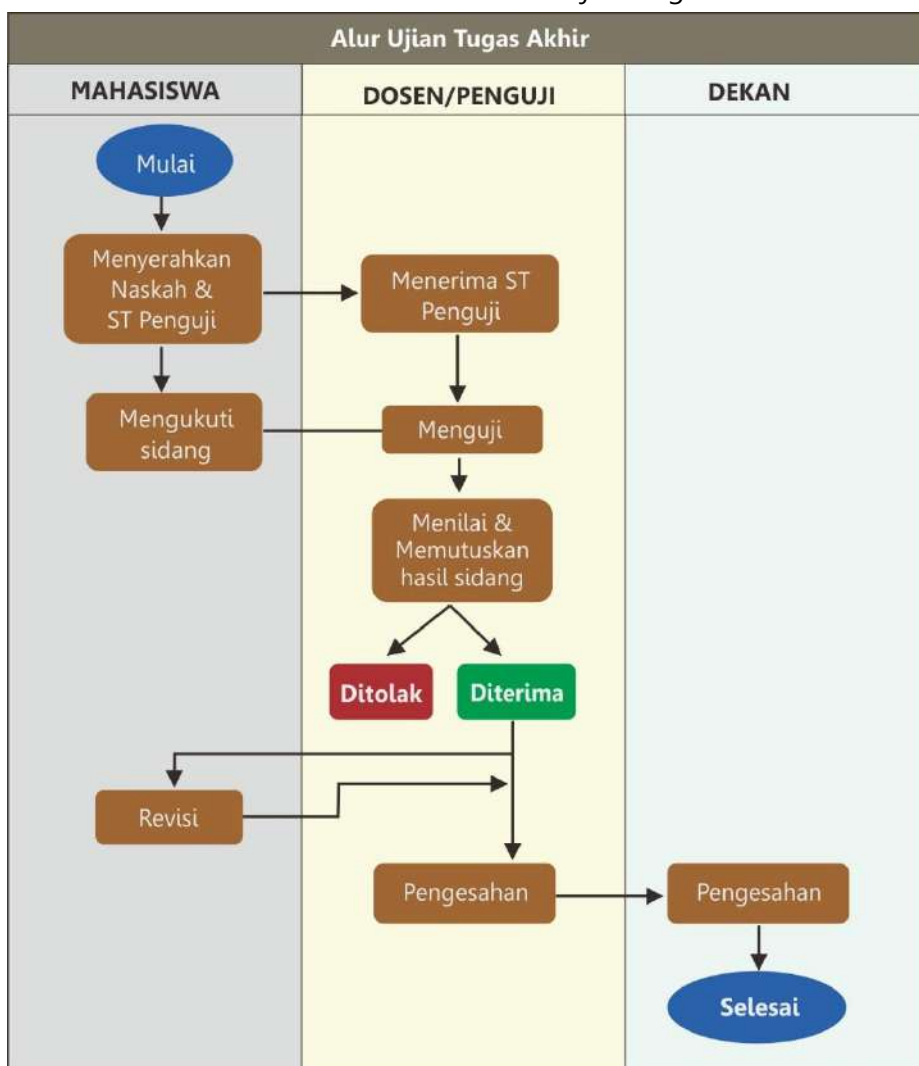 Alur Ujian Tugas Akhir
MAHASISWA
DOSEN/PENGUJI
DEKAN
Mulai
Menyerahkan
Naskah &
ST Penguji
Menerima ST
Penguji
Mengukuti
sidang
Menguji
Menilai &
Memutuskan
hasil sidang
Ditolak
Diterima
Revisi
Pengesahan
Pengesahan
Selesai